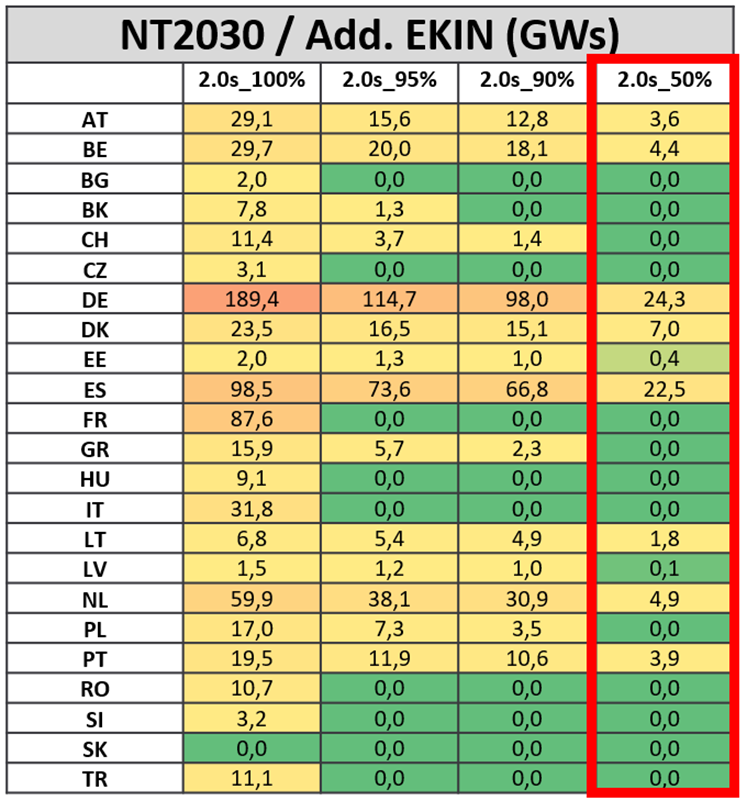 NT2030 / Add. EKIN (GWs)
2.0s_100% 2.0s_95% 2.0s_90% 2.0s_50%
AT 29,1 15,6 12,8 3,6
BE 29,7 20,0 18,1 4,4
BG 2,0 0,0 0,0 0,0
BK 7,8 1,3 0,0 0,0
CH 11,4 3,7 1,4 0,0
CZ 3,1 0,0 0,0 0,0
DE 189,4 114,7 98,0 24,3
DK 23,5 16,5 15,1 7,0
EE 2,0 1,3 1,0 0,4
ES 98,5 73,6 66,8 22,5
FR 87,6 0,0 0,0 0,0
GR 15,9 5,7 2,3 0,0
HU 9,1 0,0 0,0 0,0
IT 31,8 0,0 0,0 0,0
LT 6,8 5,4 4,9 1,8
LV 1,5 1,2 1,0 0,1
NL 59,9 38,1 30,9 4,9
PL 17,0 7,3 3,5 0,0
PT 19,5 11,9 10,6 3,9
RO 10,7 0,0 0,0 0,0
SI 3,2 0,0 0,0 0,0
SK 0,0 0,0 0,0 0,0
TR 11,1 0,0 0,0 0,0